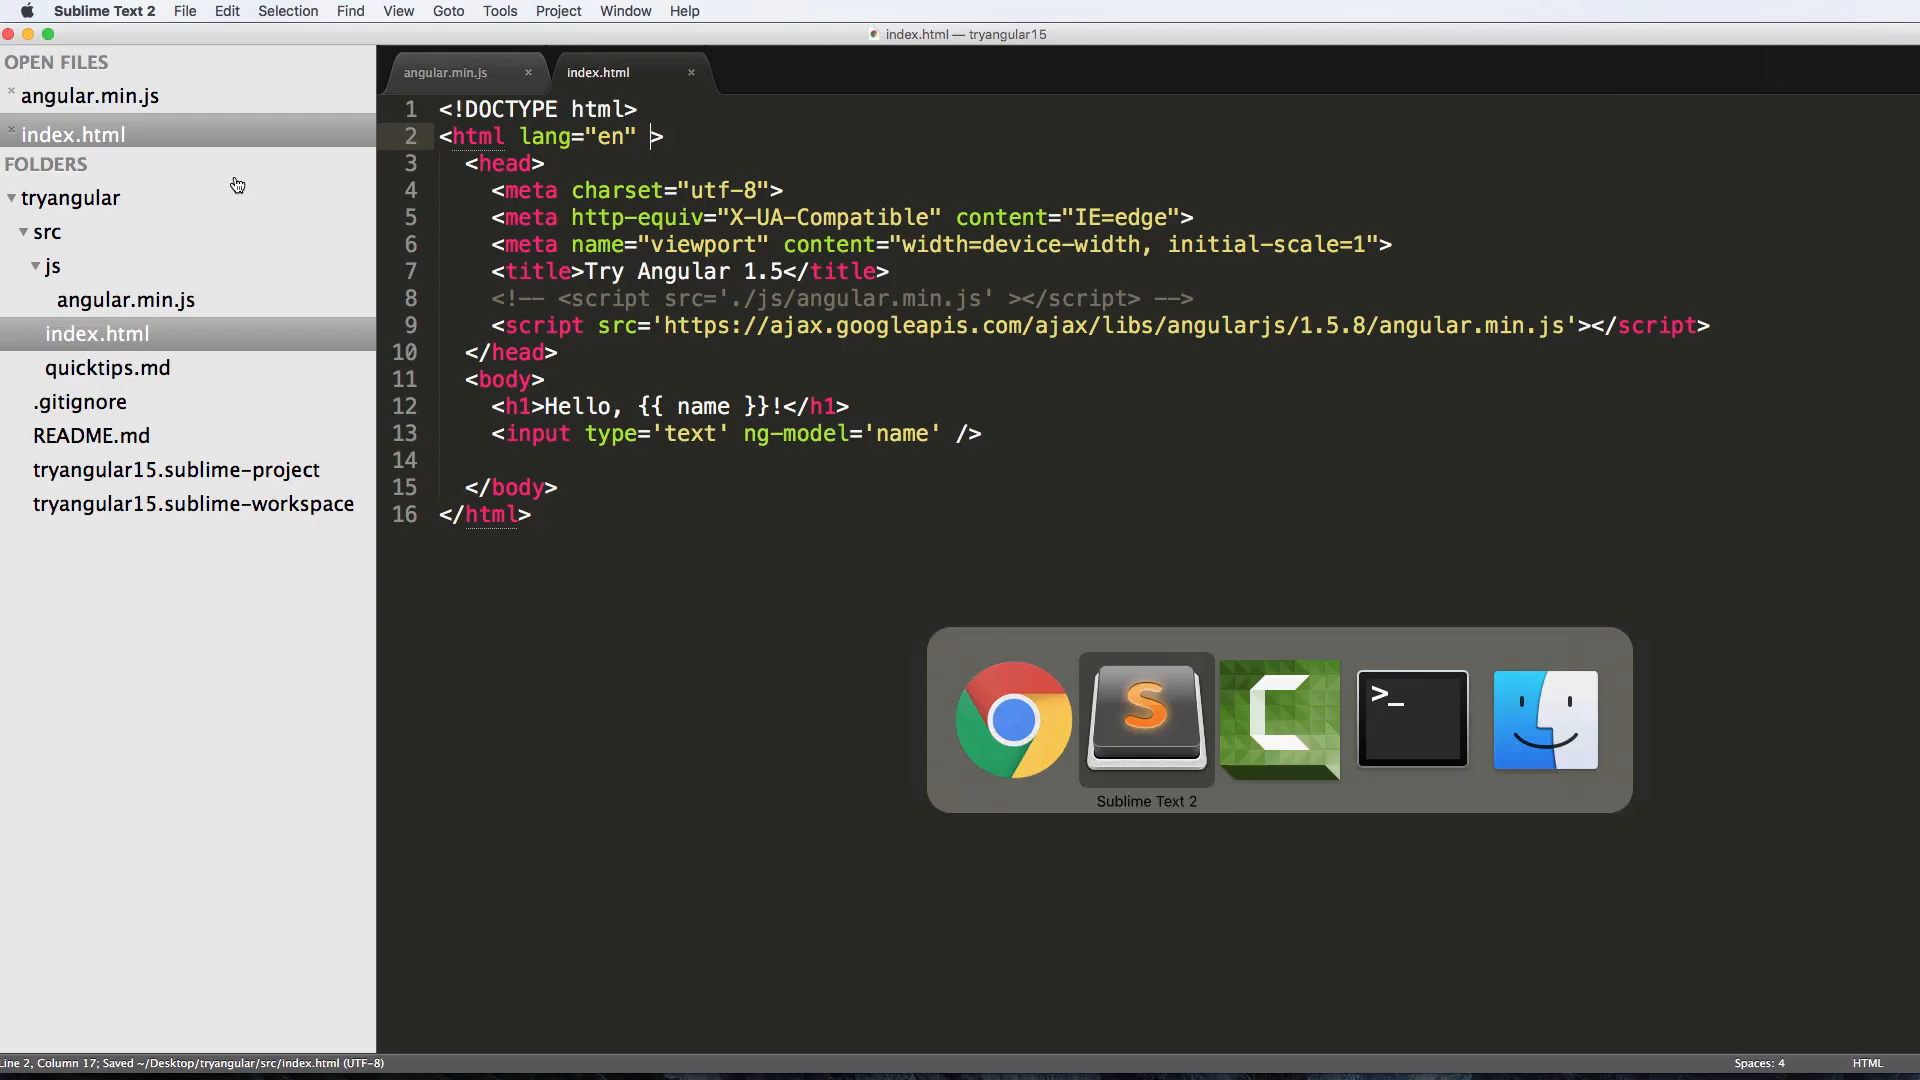 Sublime Text 2 File Edit Selection Find View Goto Tools Project Window Help
index.html — tryangular15
OPEN FILES
angular.min.js
index.html
FOLDERS
tryangular
src
js
angular.min.js
index.html
quicktips.md
.gitignore
README.md
tryangular15.sublime-project
tryangular15.sublime-workspace
angular.min.js × index.html ×
1 <!DOCTYPE html>
2 <html lang="en" >
3 <head>
4 <meta charset="utf-8">
5 <meta http-equiv="X-UA-Compatible" content="IE=edge">
6 <meta name="viewport" content="width=device-width, initial-scale=1">
7 <title>Try Angular 1.5</title>
8 <!-- <script src='./js/angular.min.js' ></script> -->
9 <script src='https://ajax.googleapis.com/ajax/libs/angularjs/1.5.8/angular.min.js'></script>
10 </head>
11 <body>
12 <h1>Hello, {{ name }}!</h1>
13 <input type='text' ng-model='name' />
14
15 </body>
16 </html>
S C >_
Sublime Text 2
Line 2, Column 17; Saved ~/Desktop/tryangular/src/index.html (UTF-8) Spaces: 4 HTML